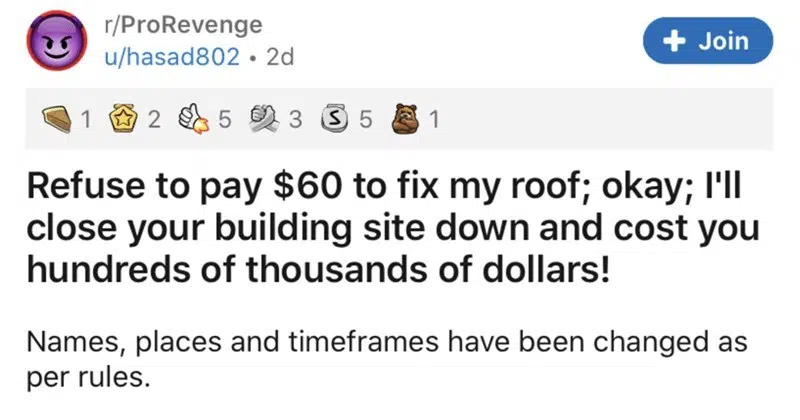 r/ProRevenge
u/hasad802 • 2d
+ Join
1 2 5 3 S 5 1
Refuse to pay $60 to fix my roof; okay; I'll
close your building site down and cost you
hundreds of thousands of dollars!
Names, places and timeframes have been changed as
per rules.